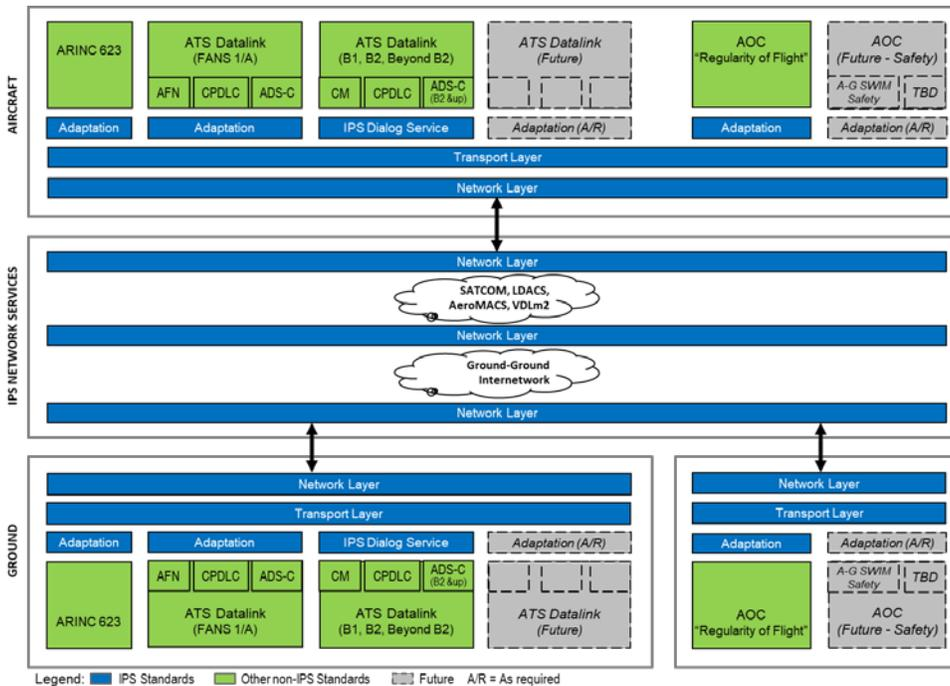 AIRCRAFT
ARINC 623
ATS Datalink
(FANS 1/A)
AFN
CPDLC
ADS-C
ATS Datalink
(B1, B2, Beyond B2)
CM
CPDLC
ADS-C
(B2 &up)
ATS Datalink
(Future)
AOC
"Regularity of Flight"
AOC
(Future - Safety)
A-G SWIM
Safety
TBD
Adaptation
Adaptation
IPS Dialog Service
Adaptation (A/R)
Adaptation
Adaptation (A/R)
Transport Layer
Network Layer
IPS NETWORK SERVICES
Network Layer
SATCOM, LDACS,
AeroMACS, VDLm2
Network Layer
Ground-Ground
Internetwork
Network Layer
GROUND
Network Layer
Transport Layer
Adaptation
Adaptation
IPS Dialog Service
Adaptation (A/R)
ARINC 623
AFN
CPDLC
ADS-C
ATS Datalink
(FANS 1/A)
CM
CPDLC
ADS-C
(B2 &up)
ATS Datalink
(B1, B2, Beyond B2)
ATS Datalink
(Future)
Network Layer
Transport Layer
Adaptation
Adaptation (A/R)
AOC
"Regularity of Flight"
A-G SWIM
Safety
TBD
AOC
(Future - Safety)
Legend: IPS Standards Other non-IPS Standards Future A/R = As required